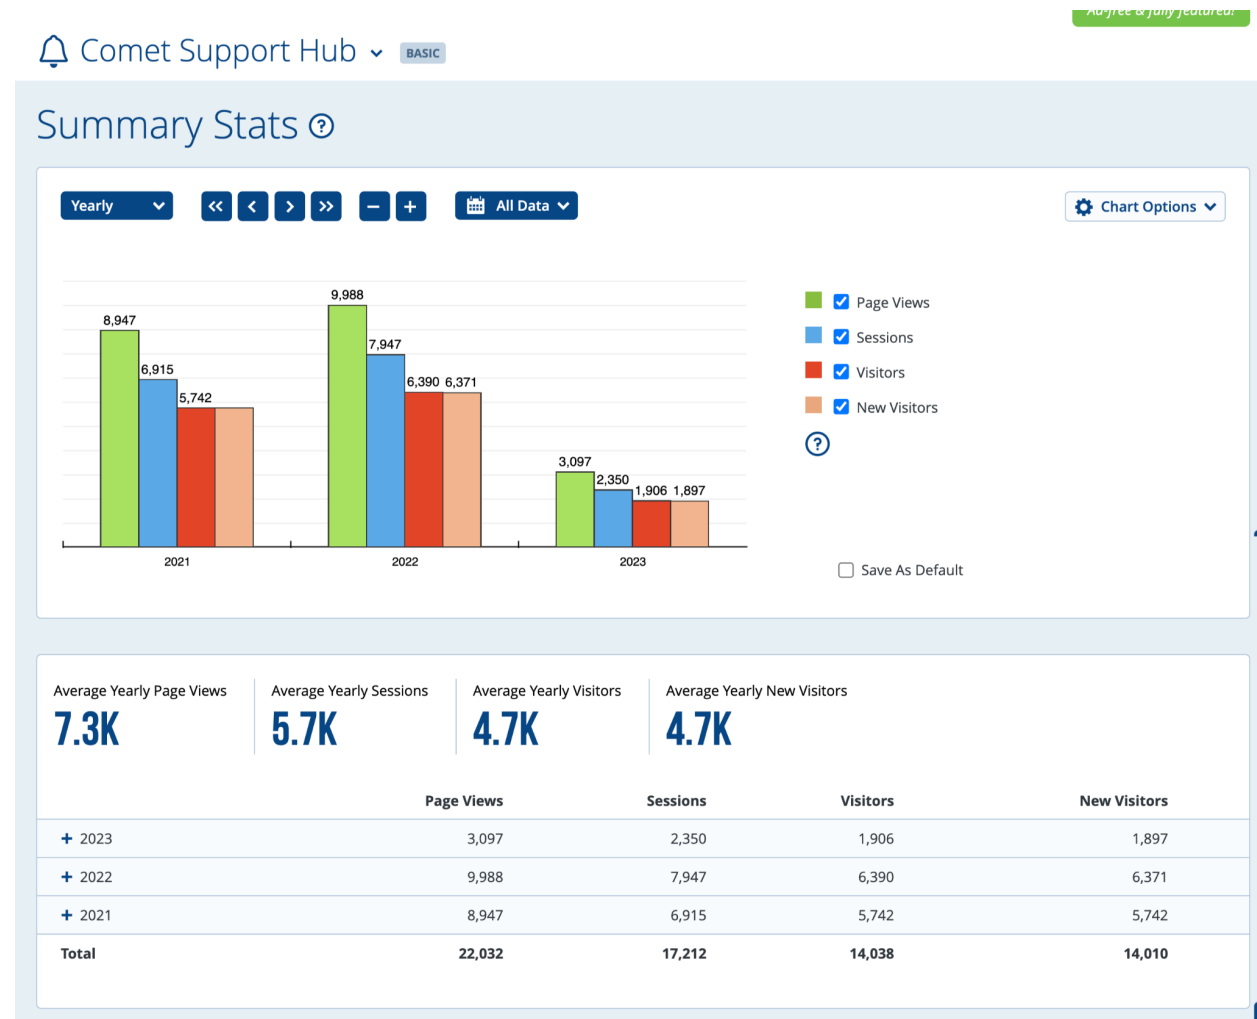 Ad-free & fully featured!
Comet Support Hub BASIC
Summary Stats ?
Yearly << < > >> − + All Data Chart Options
9,988
8,947
7,947
6,915
6,390 6,371
5,742
3,097
2,350
1,906 1,897
2021 2022 2023
Page Views
Sessions
Visitors
New Visitors
?
Save As Default
Average Yearly Page Views Average Yearly Sessions Average Yearly Visitors Average Yearly New Visitors
7.3K 5.7K 4.7K 4.7K
Page Views Sessions Visitors New Visitors
+ 2023 3,097 2,350 1,906 1,897
+ 2022 9,988 7,947 6,390 6,371
+ 2021 8,947 6,915 5,742 5,742
Total 22,032 17,212 14,038 14,010